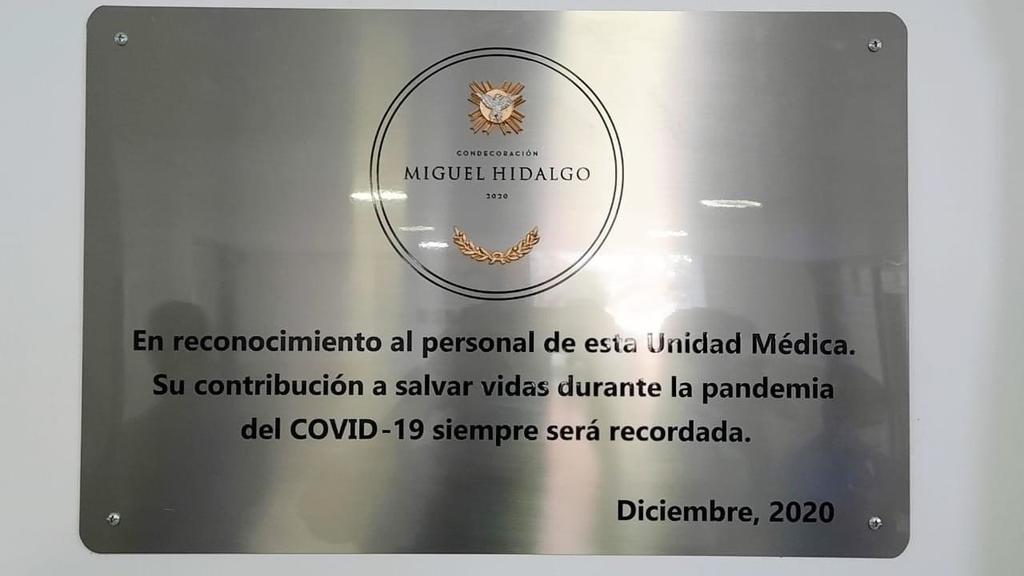 CONDECORACIÓN
MIGUEL HIDALGO
2020
En reconocimiento al personal de esta Unidad Médica.
Su contribución a salvar vidas durante la pandemia
del COVID-19 siempre será recordada.
Diciembre, 2020